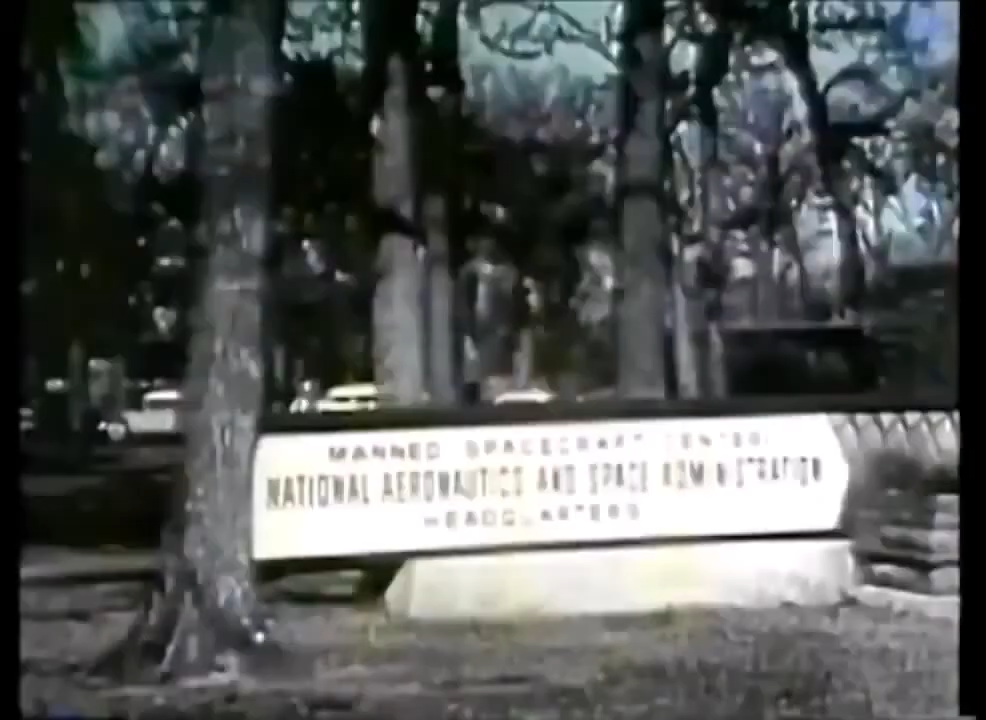 MANNED SPACECRAFT CENTER
NATIONAL AERONAUTICS AND SPACE ADMINISTRATION
HEADQUARTERS